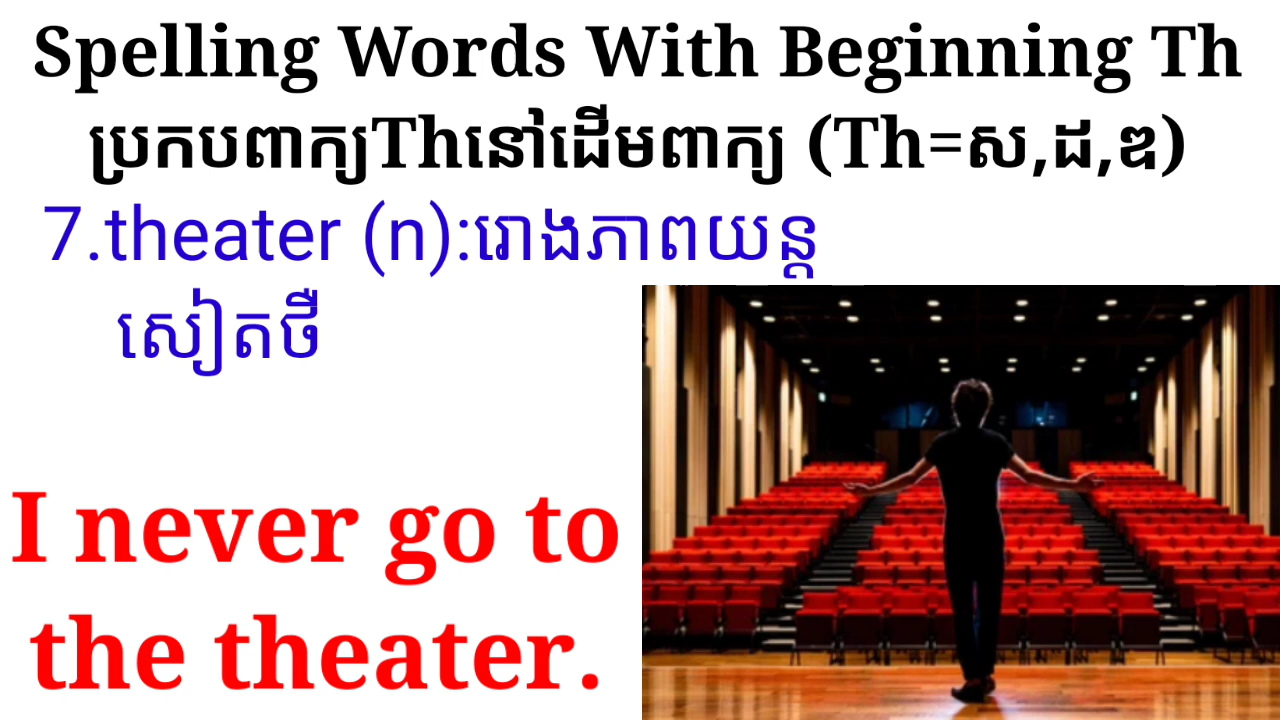 Spelling Words With Beginning Th
ប្រកបពាក្យThនៅដើមពាក្យ (Th=ស,ដ,ឌ)
7.theater (n):រោងភាពយន្ត
សៀតថឺ
I never go to
the theater.